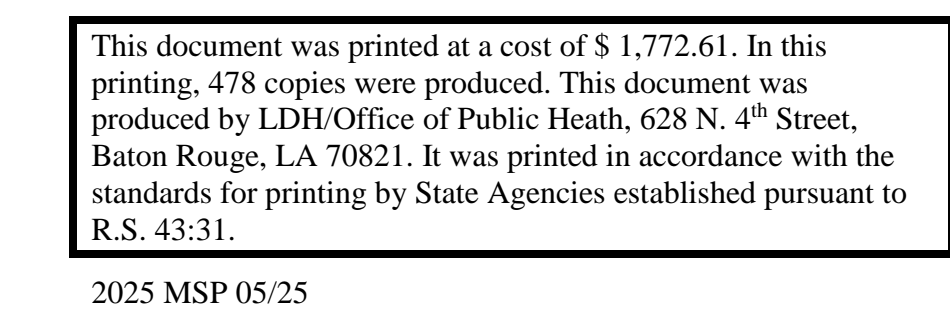 This document was printed at a cost of $ 1,772.61. In this
printing, 478 copies were produced. This document was
produced by LDH/Office of Public Heath, 628 N. 4th Street,
Baton Rouge, LA 70821. It was printed in accordance with the
standards for printing by State Agencies established pursuant to
R.S. 43:31.
2025 MSP 05/25